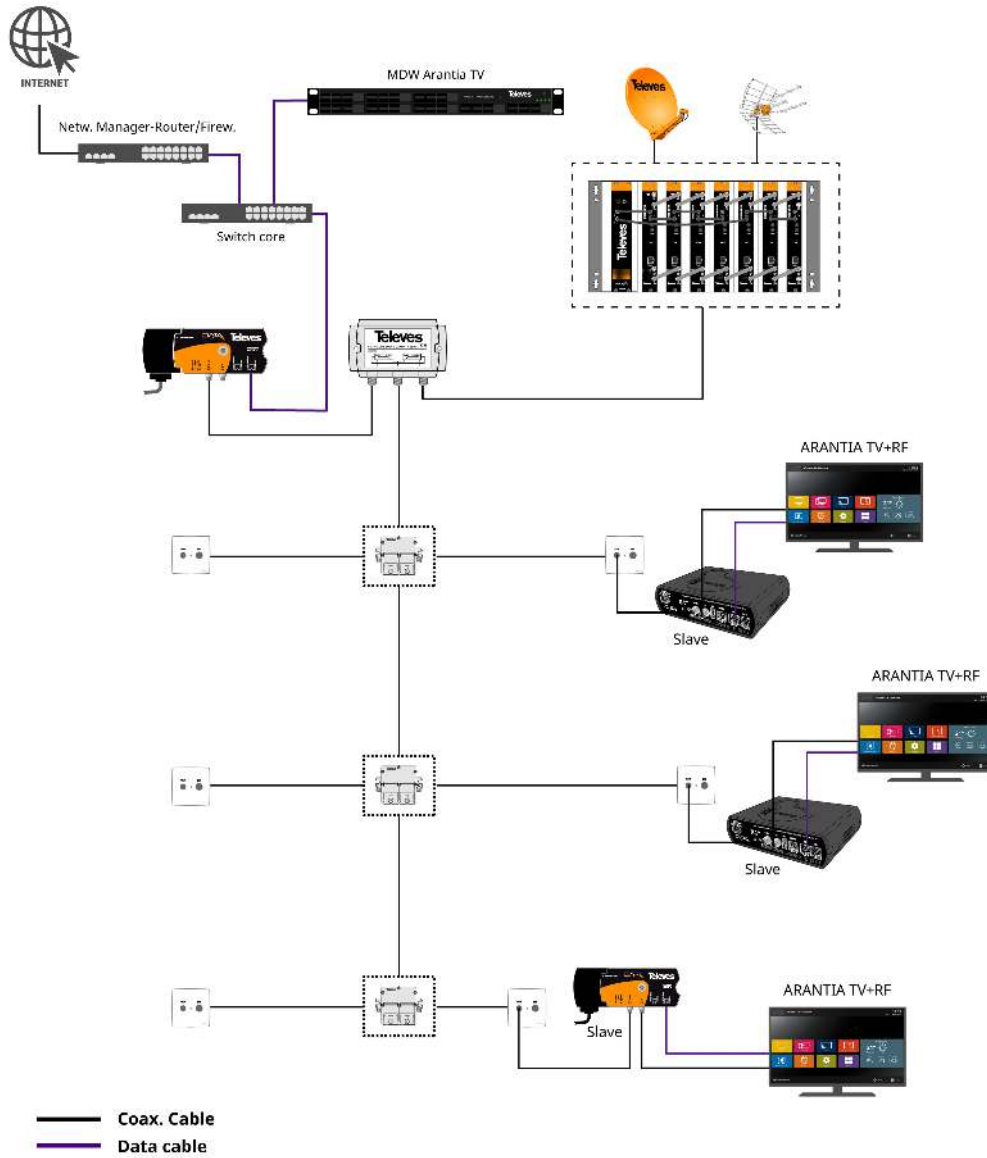 INTERNET
MDW Arantia TV
Televes
Televes
Netw. Manager-Router/Firew.
Switch core
Televes
Televes
Televes
ARANTIA TV+RF
Slave
ARANTIA TV+RF
Slave
Televes
ARANTIA TV+RF
Slave
Coax. Cable
Data cable